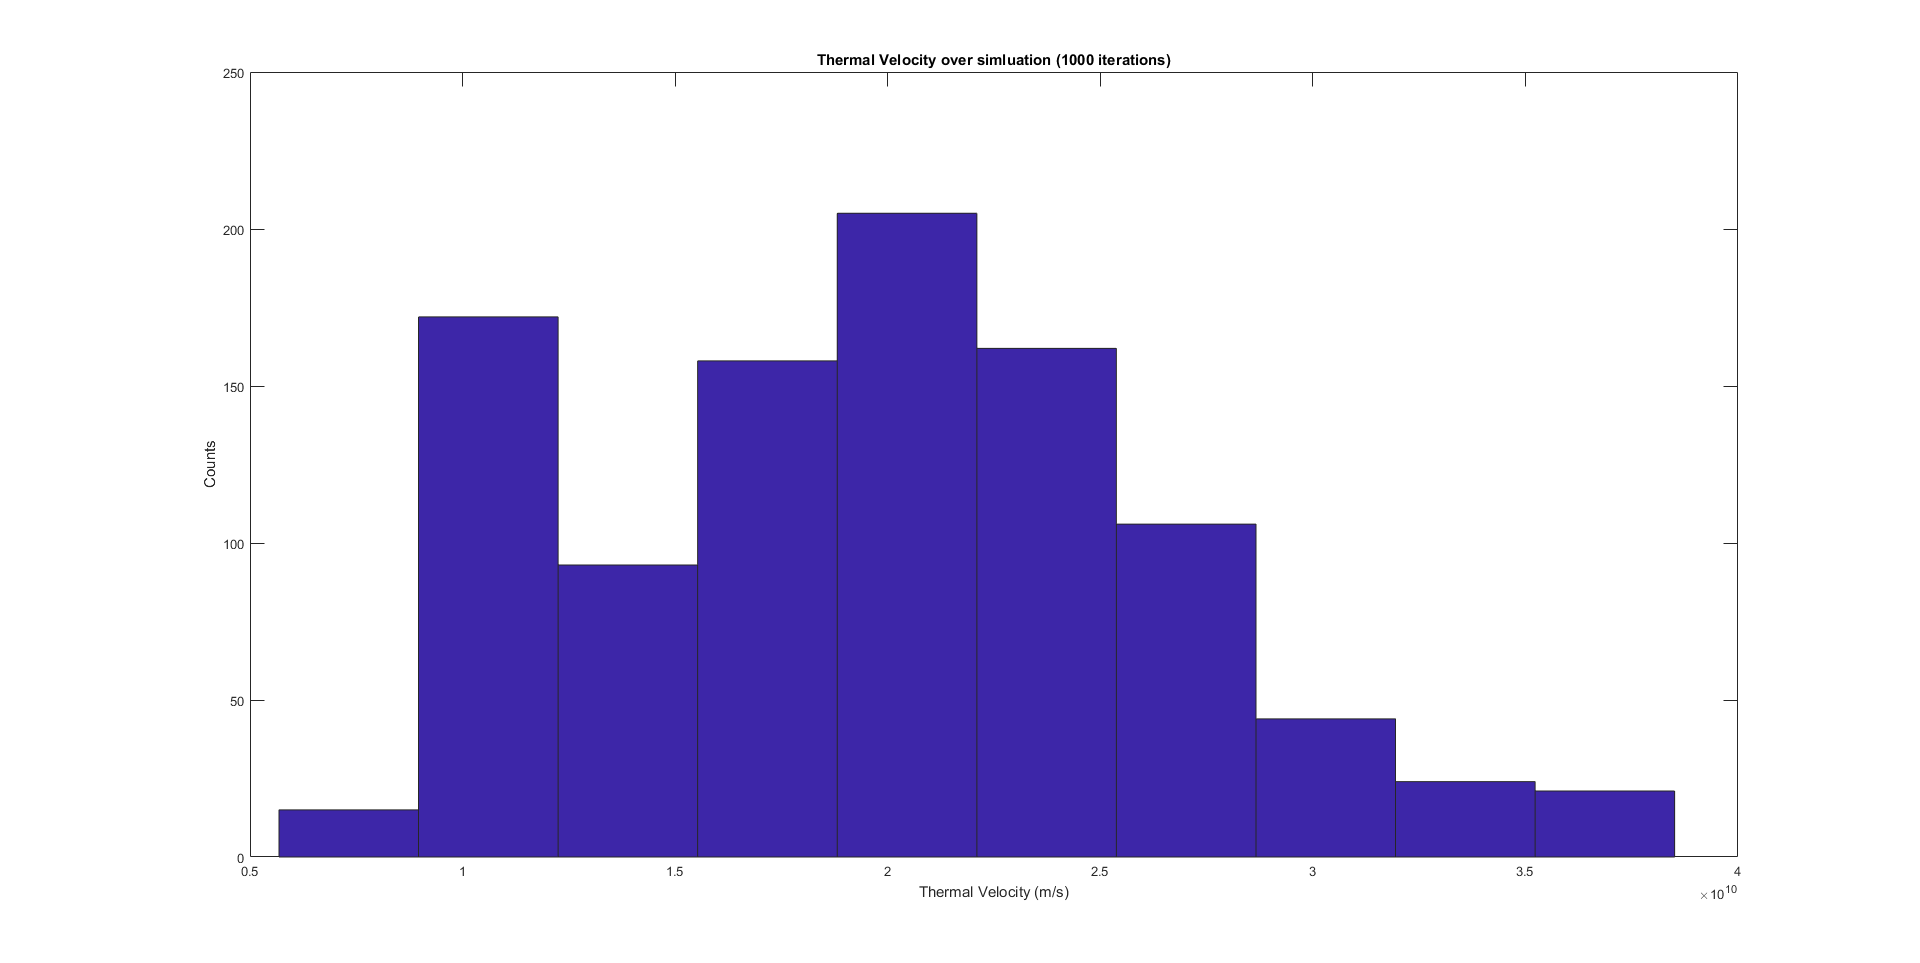 Thermal Velocity over simluation (1000 iterations)
250
200
150
100
50
0
Counts
0.5 1 1.5 2 2.5 3 3.5 4
Thermal Velocity (m/s)
×10^10